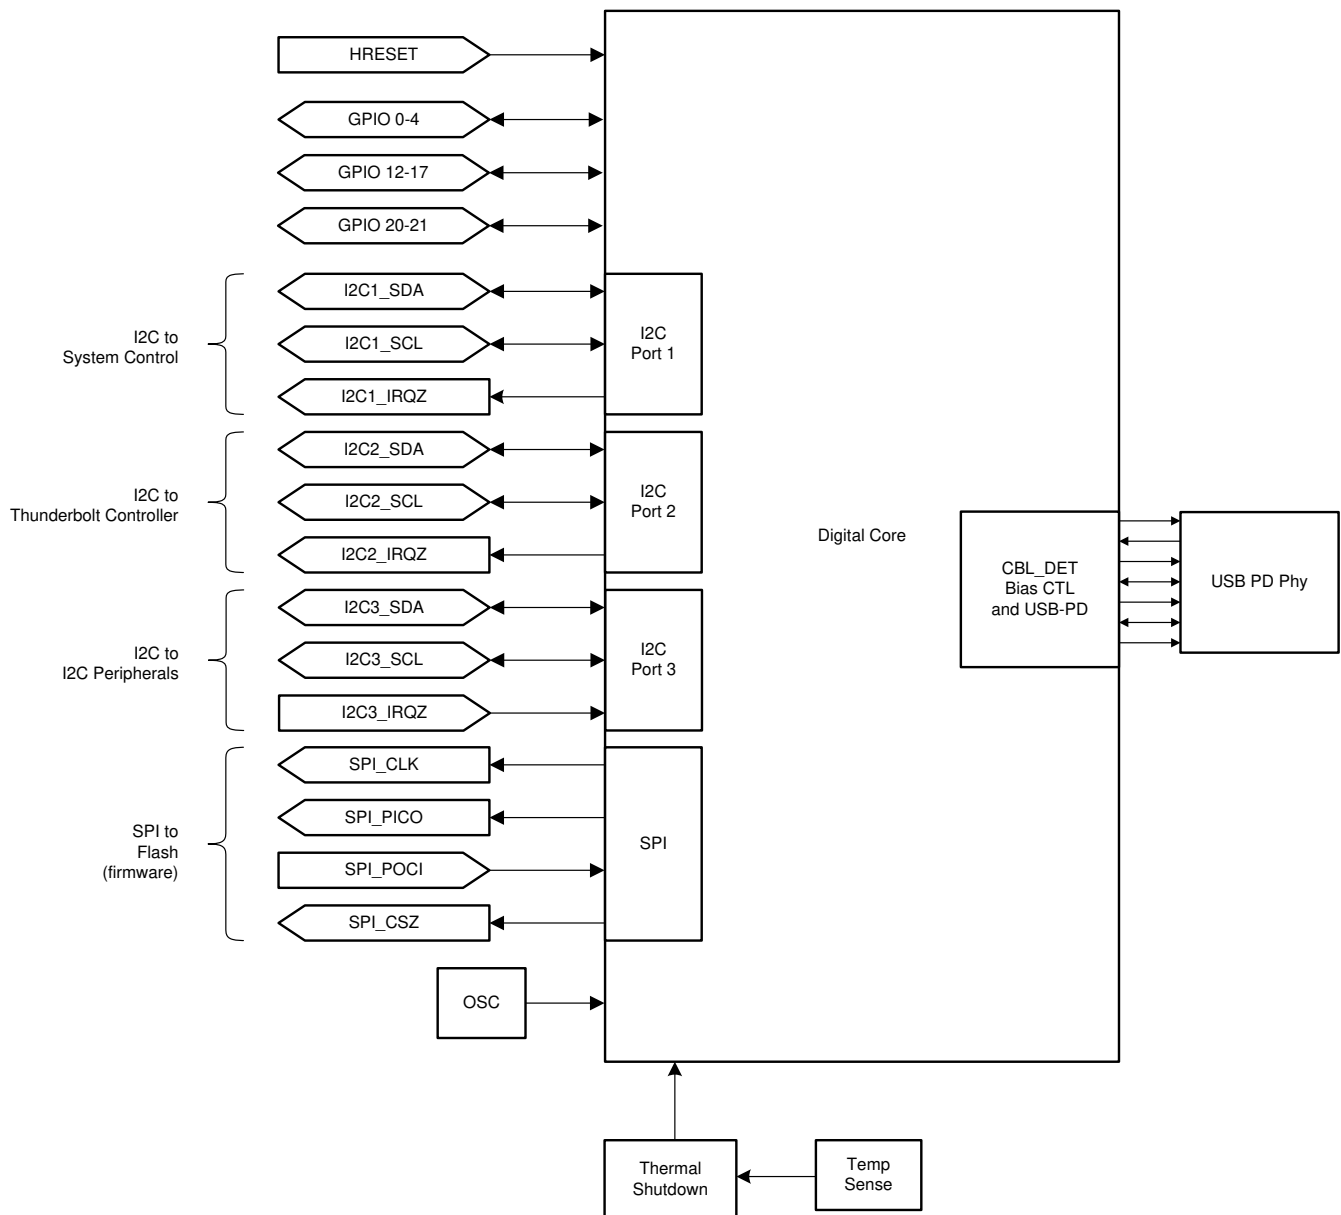 HRESET
GPIO 0-4
GPIO 12-17
GPIO 20-21
I2C to
System Control
I2C1_SDA
I2C1_SCL
I2C1_IRQZ
I2C
Port 1
I2C to
Thunderbolt Controller
I2C2_SDA
I2C2_SCL
I2C2_IRQZ
I2C
Port 2
I2C to
I2C Peripherals
I2C3_SDA
I2C3_SCL
I2C3_IRQZ
I2C
Port 3
SPI to
Flash
(firmware)
SPI_CLK
SPI_PICO
SPI_POCI
SPI_CSZ
SPI
OSC
Digital Core
CBL_DET
Bias CTL
and USB-PD
USB PD Phy
Thermal
Shutdown
Temp
Sense